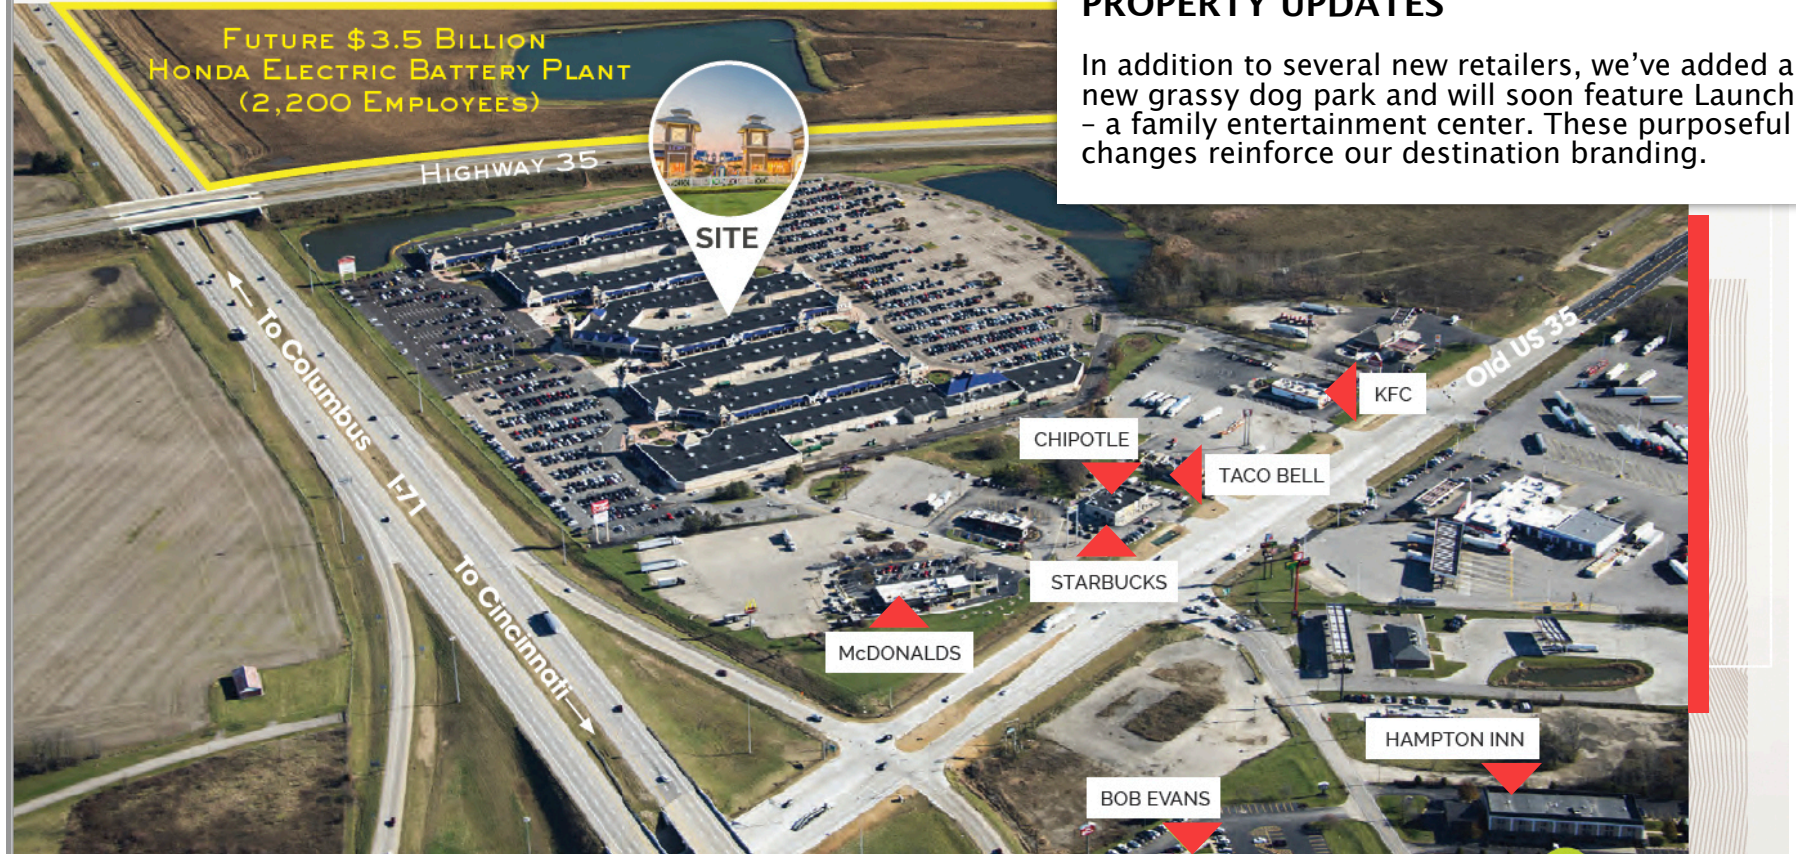 PROPERTY UPDATES
In addition to several new retailers, we've added a
new grassy dog park and will soon feature Launch
– a family entertainment center. These purposeful
changes reinforce our destination branding.
FUTURE $3.5 BILLION
HONDA ELECTRIC BATTERY PLANT
(2,200 EMPLOYEES)
HIGHWAY 35
SITE
To Columbus
I-71
To Cincinnati
Old US 35
KFC
CHIPOTLE
TACO BELL
STARBUCKS
McDONALDS
HAMPTON INN
BOB EVANS